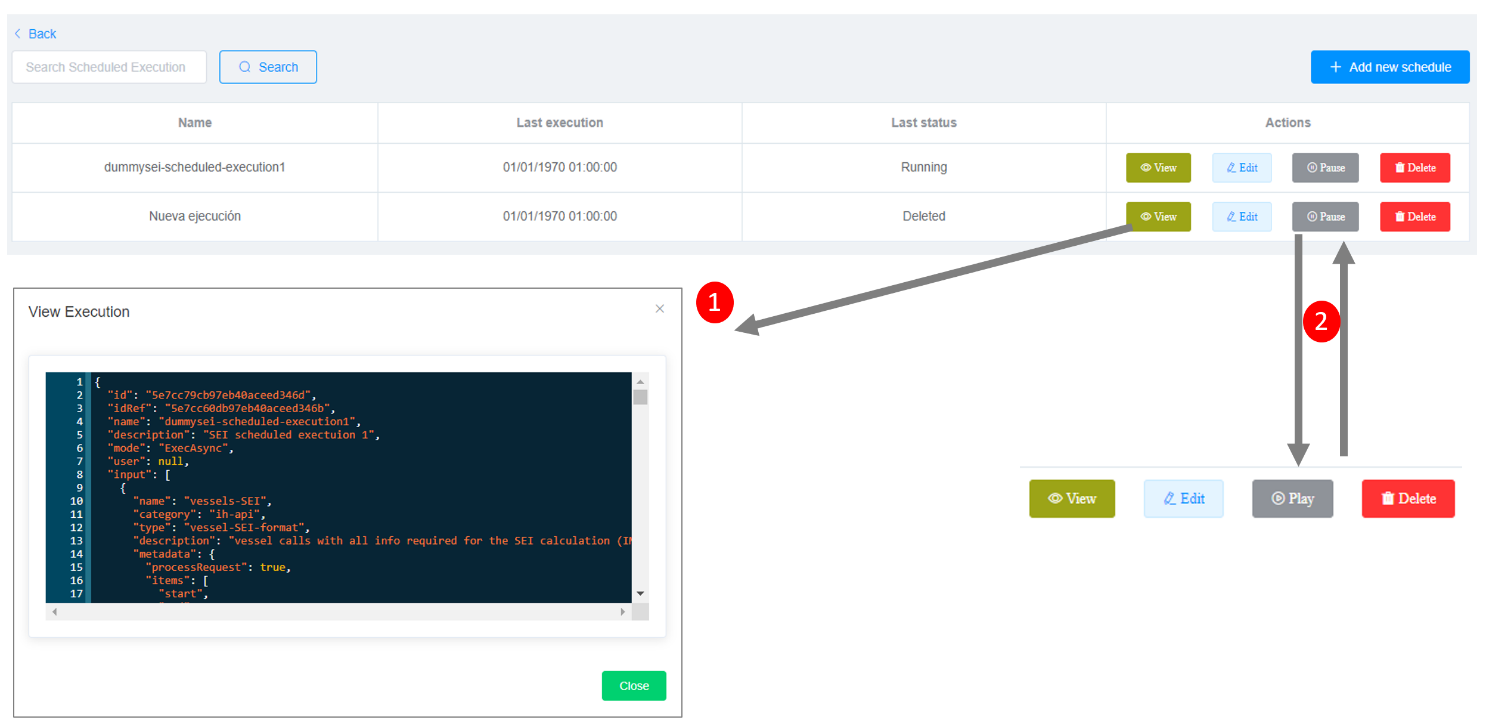 Back
Search Scheduled Execution Search + Add new schedule
Name Last execution Last status Actions
dummysei-scheduled-execution1 01/01/1970 01:00:00 Running View Edit Pause Delete
Nueva ejecución 01/01/1970 01:00:00 Deleted View Edit Pause Delete
1
2
View Execution
1 {
2 "id": "5e7cc79cb97eb40aceed346d",
3 "idRef": "5e7cc60db97eb40aceed346b",
4 "name": "dummysei-scheduled-execution1",
5 "description": "SEI scheduled exectuion 1",
6 "mode": "ExecAsync",
7 "user": null,
8 "input": [
9 {
10 "name": "vessels-SEI",
11 "category": "ih-api",
12 "type": "vessel-SEI-format",
13 "description": "vessel calls with all info required for the SEI calculation (
14 "metadata": {
15 "processRequest": true,
16 "items": [
17 "start",
Close
View Edit Play Delete